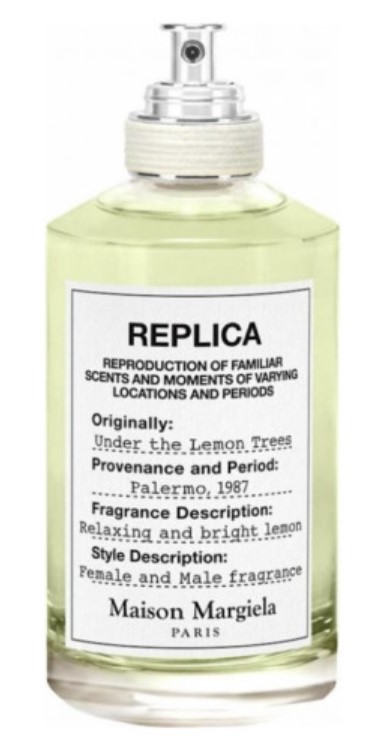 REPLICA
REPRODUCTION OF FAMILIAR
SCENTS AND MOMENTS OF VARYING
LOCATIONS AND PERIODS
Originally:
Under the Lemon Trees
Provenance and Period:
Palermo, 1987
Fragrance Description:
Relaxing and bright lemon
Style Description:
Female and Male fragrance
Maison Margiela
PARIS